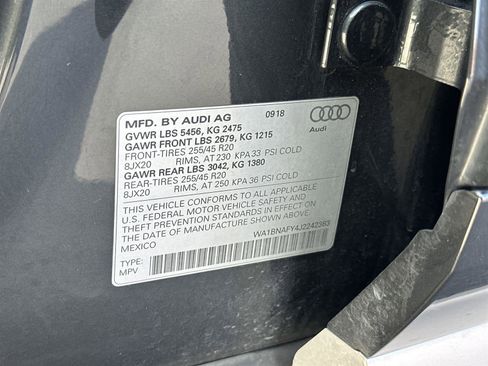 MFD. BY AUDI AG 0918
GVWR LBS 5456, KG 2475
GAWR FRONT LBS 2679, KG 1215
FRONT-TIRES 255/45 R20
8JX20 RIMS, AT 230 KPA 33 PSI COLD
GAWR REAR LBS 3042, KG 1380
REAR-TIRES 255/45 R20
8JX20 RIMS, AT 250 KPA 36 PSI COLD
Audi
THIS VEHICLE CONFORMS TO ALL APPLICABLE
U.S. FEDERAL MOTOR VEHICLE SAFETY AND
THEFT PREVENTION STANDARDS IN EFFECT ON
THE DATE OF MANUFACTURE SHOWN ABOVE
MEXICO
WA1BNAFY4J2242383
TYPE:
MPV